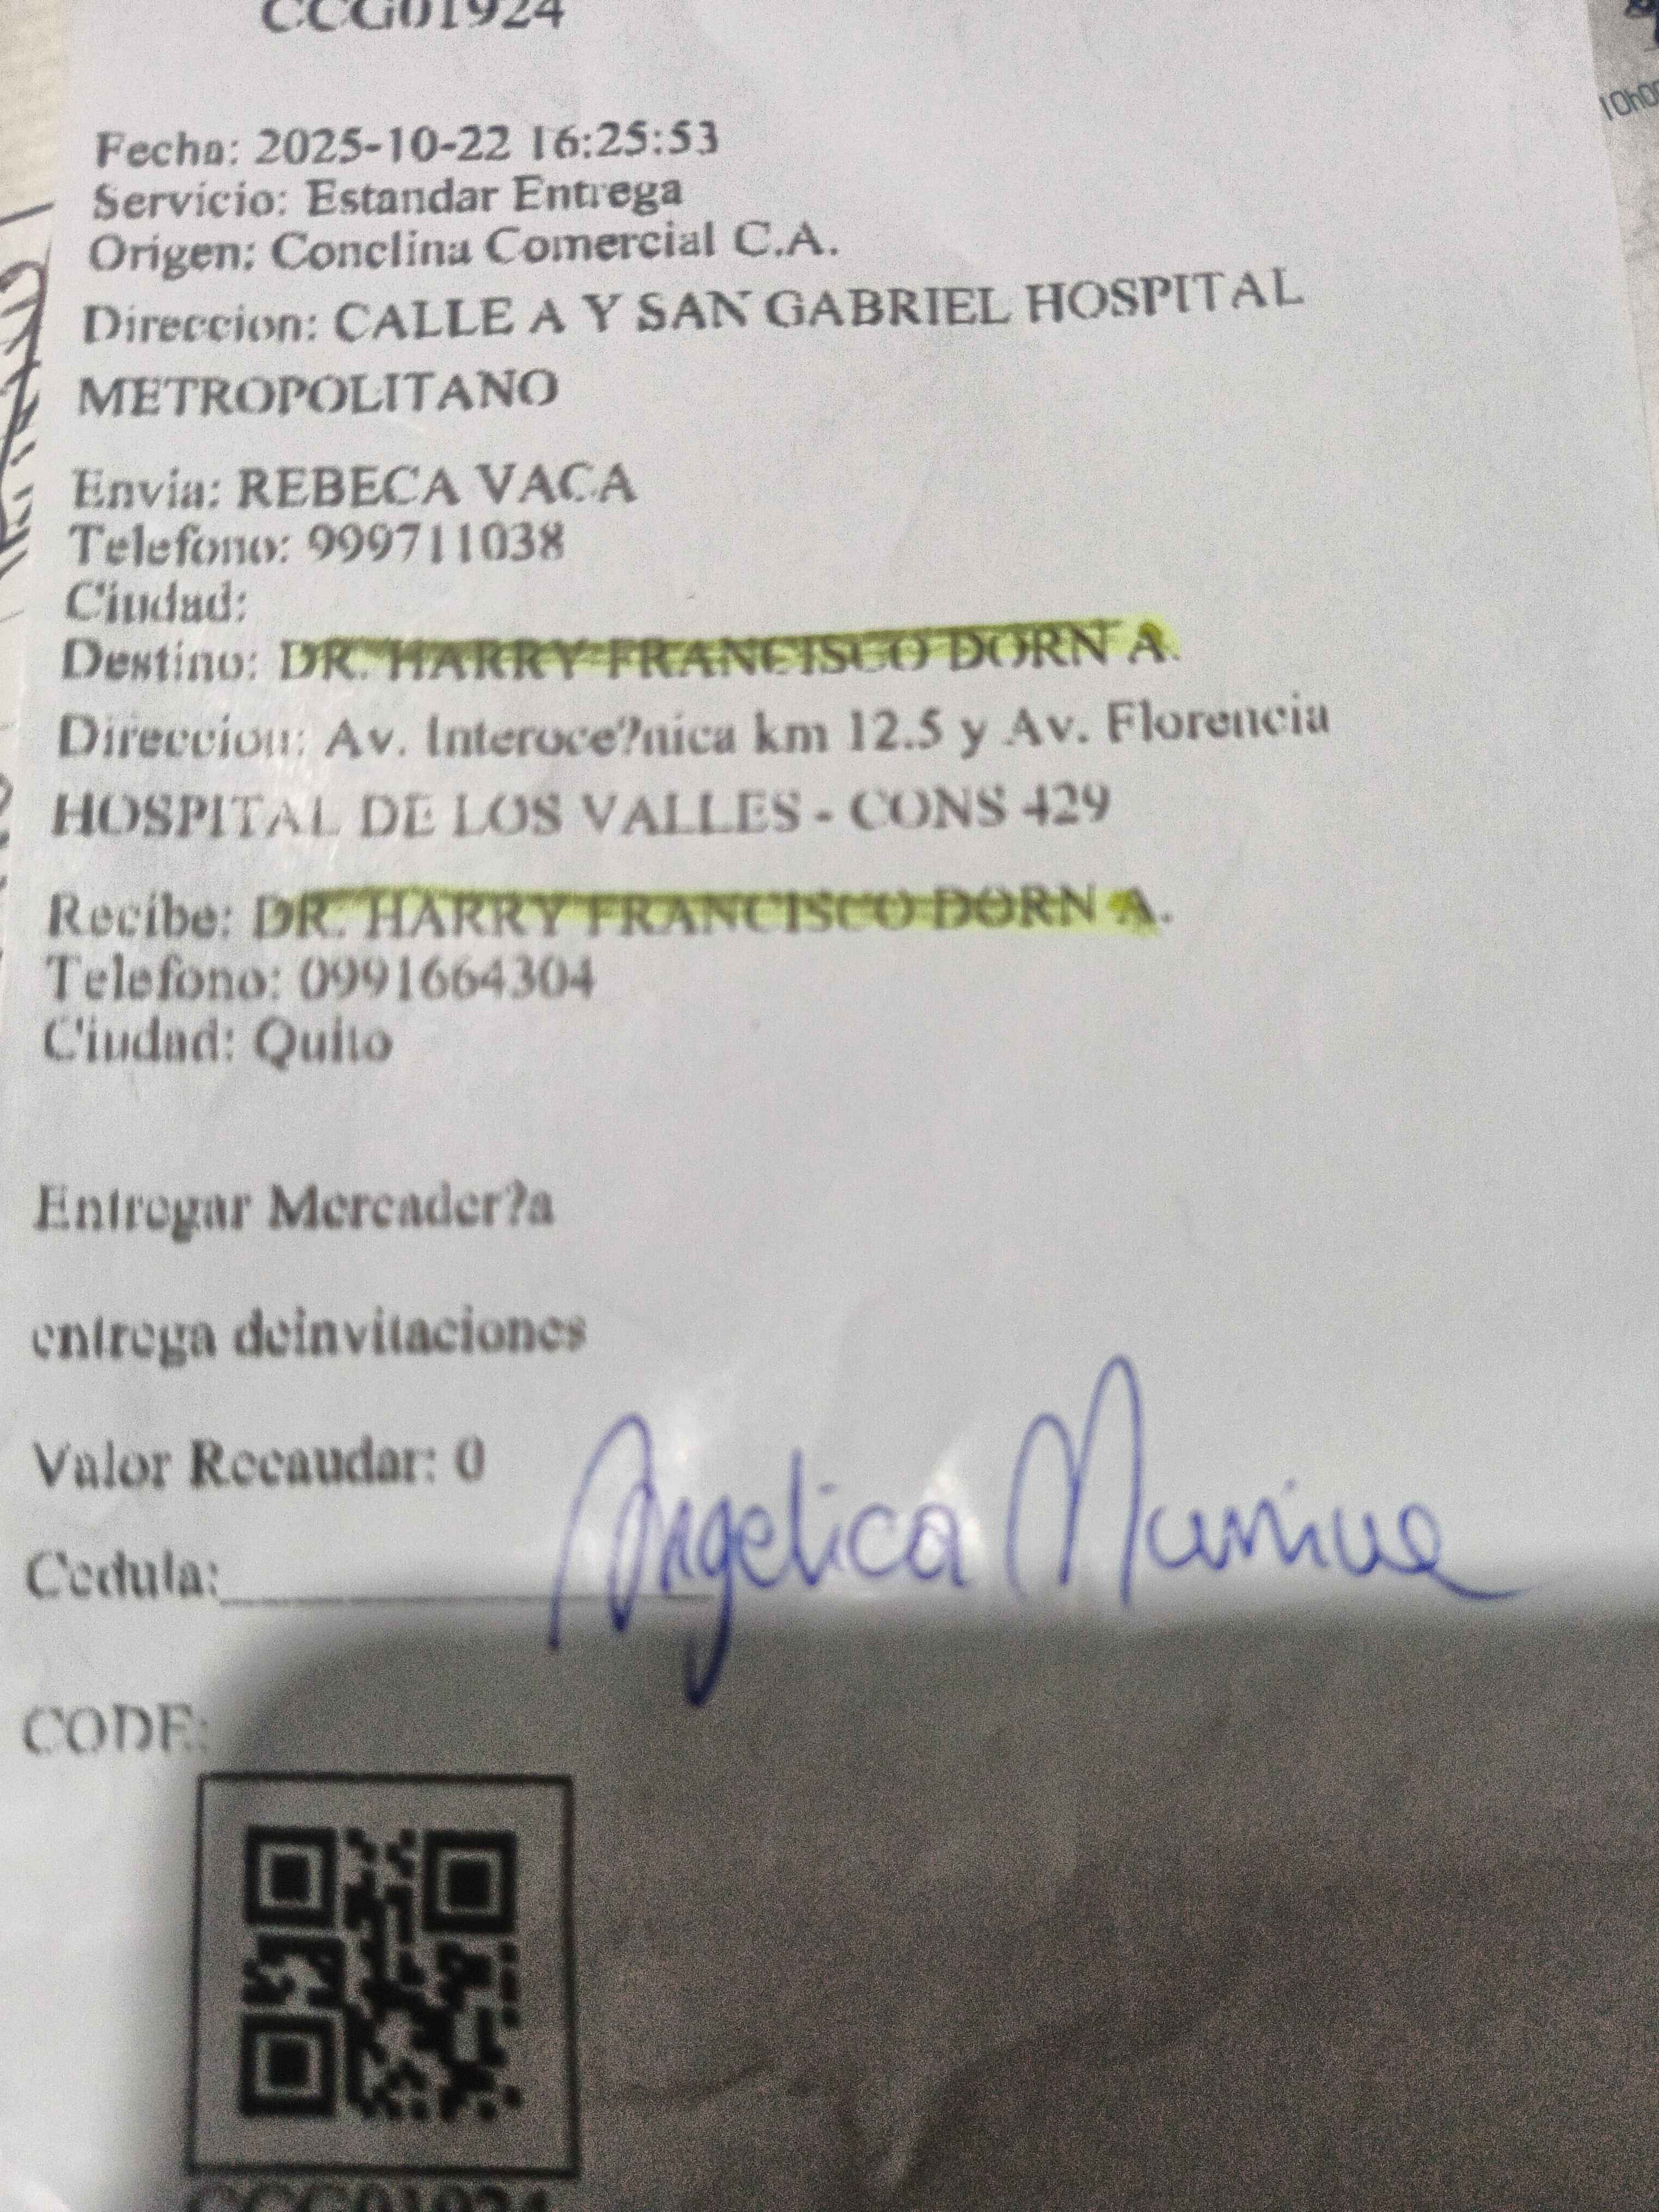 CCG01924
Fecha: 2025-10-22 16:25:53
Servicio: Estandar Entrega
Origen: Conclina Comercial C.A.
Direccion: CALLE A Y SAN GABRIEL HOSPITAL
METROPOLITANO
Envia: REBECA VACA
Telefono: 999711038
Ciudad:
Destino: DR. HARRY FRANCISCO DORN A.
Direccion: Av. Interoce?nica km 12.5 y Av. Florencia
HOSPITAL DE LOS VALLES - CONS 429
Recibe: DR. HARRY FRANCISCO DORN A.
Telefono: 0991664304
Ciudad: Quito
Entregar Mercader?a
entrega deinvitaciones
Valor Recaudar: 0
Angelica
Cedula:
CODE:
CCG01924